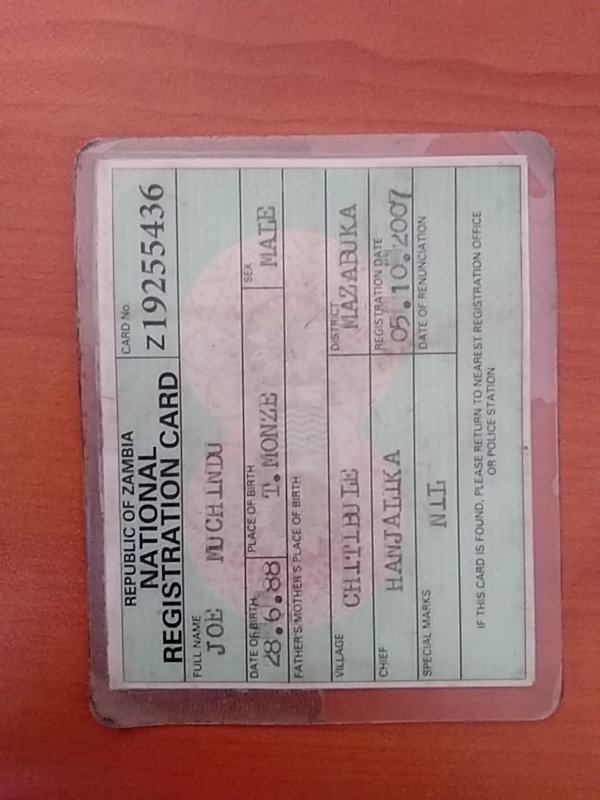 REPUBLIC OF ZAMBIA
NATIONAL
REGISTRATION CARD
CARD No.
Z19255436
FULL NAME
JOE MUCHINDU
DATE OF BIRTH
28.6.88
PLACE OF BIRTH
T.MONZE
SEX
MALE
FATHER'S/MOTHER'S PLACE OF BIRTH
VILLAGE
CHITIBULE
DISTRICT
MAZABUKA
CHIEF
HANJALIKA
REGISTRATION DATE
05.10.2007
SPECIAL MARKS
NIL
DATE OF RENUNCIATION
IF THIS CARD IS FOUND, PLEASE RETURN TO NEAREST REGISTRATION OFFICE
OR POLICE STATION.